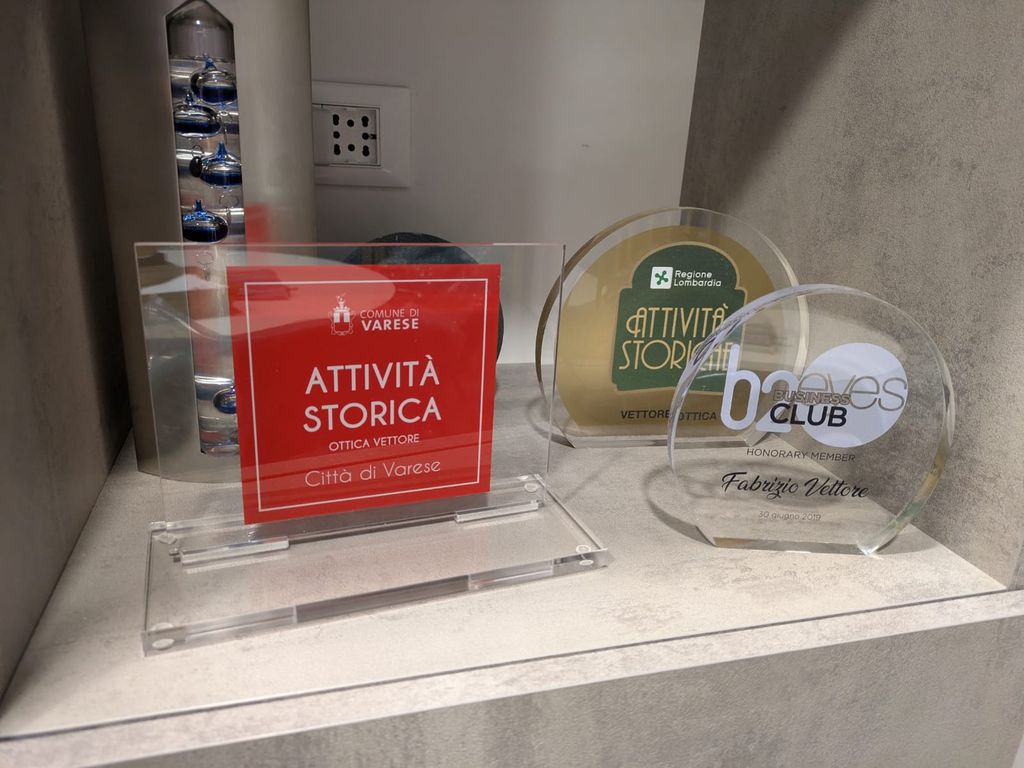 COMUNE DI
VARESE
ATTIVITÀ
STORICA
OTTICA VETTORE
Città di Varese
Regione
Lombardia
ATTIVITÀ
STORICHE
VETTORE OTTICA
b2eyes
BUSINESS
CLUB
HONORARY MEMBER
Fabrizio Vettore
30 giugno 2019